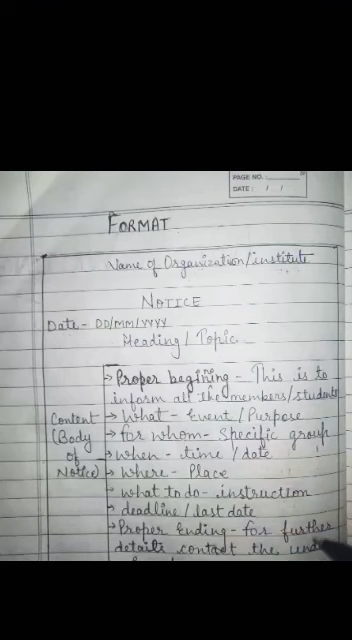 PAGE NO.:
DATE: / /
FORMAT
Name of Organization/institute
NOTICE
Date - DD/MM/YYYY
Heading / Topic
→ Proper begining - This is to
inform all the members/students
Content → What - Event / Purpose
(Body → for whom - specific group
of → when - time / date
Notice) → Where - Place
→ what to do - instruction
→ deadline / last date
→ Proper Ending - for further
details contact the